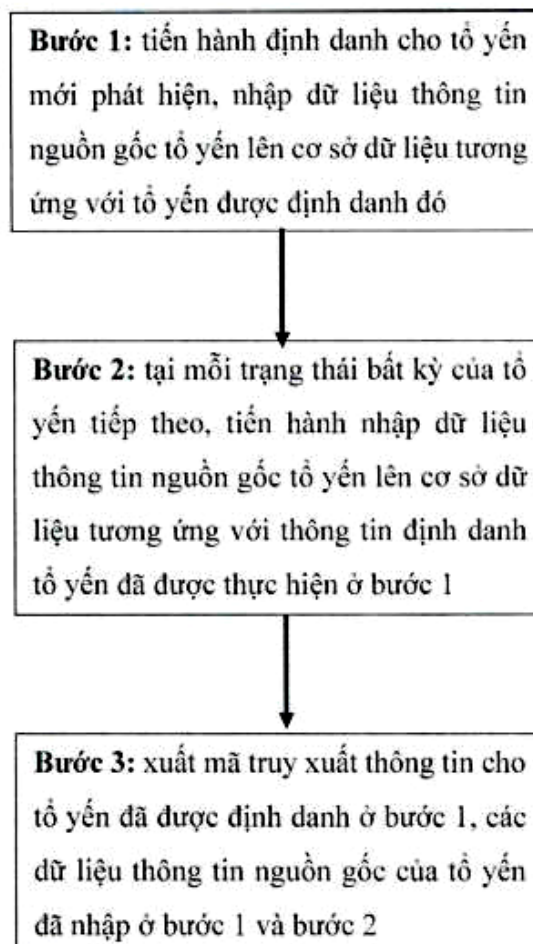 Bước 1: tiến hành định danh cho tổ yến
mới phát hiện, nhập dữ liệu thông tin
nguồn gốc tổ yến lên cơ sở dữ liệu tương
ứng với tổ yến được định danh đó
Bước 2: tại mỗi trạng thái bất kỳ của tổ
yến tiếp theo, tiến hành nhập dữ liệu
thông tin nguồn gốc tổ yến lên cơ sở dữ
liệu tương ứng với thông tin định danh
tổ yến đã được thực hiện ở bước 1
Bước 3: xuất mã truy xuất thông tin cho
tổ yến đã được định danh ở bước 1, các
dữ liệu thông tin nguồn gốc của tổ yến
đã nhập ở bước 1 và bước 2